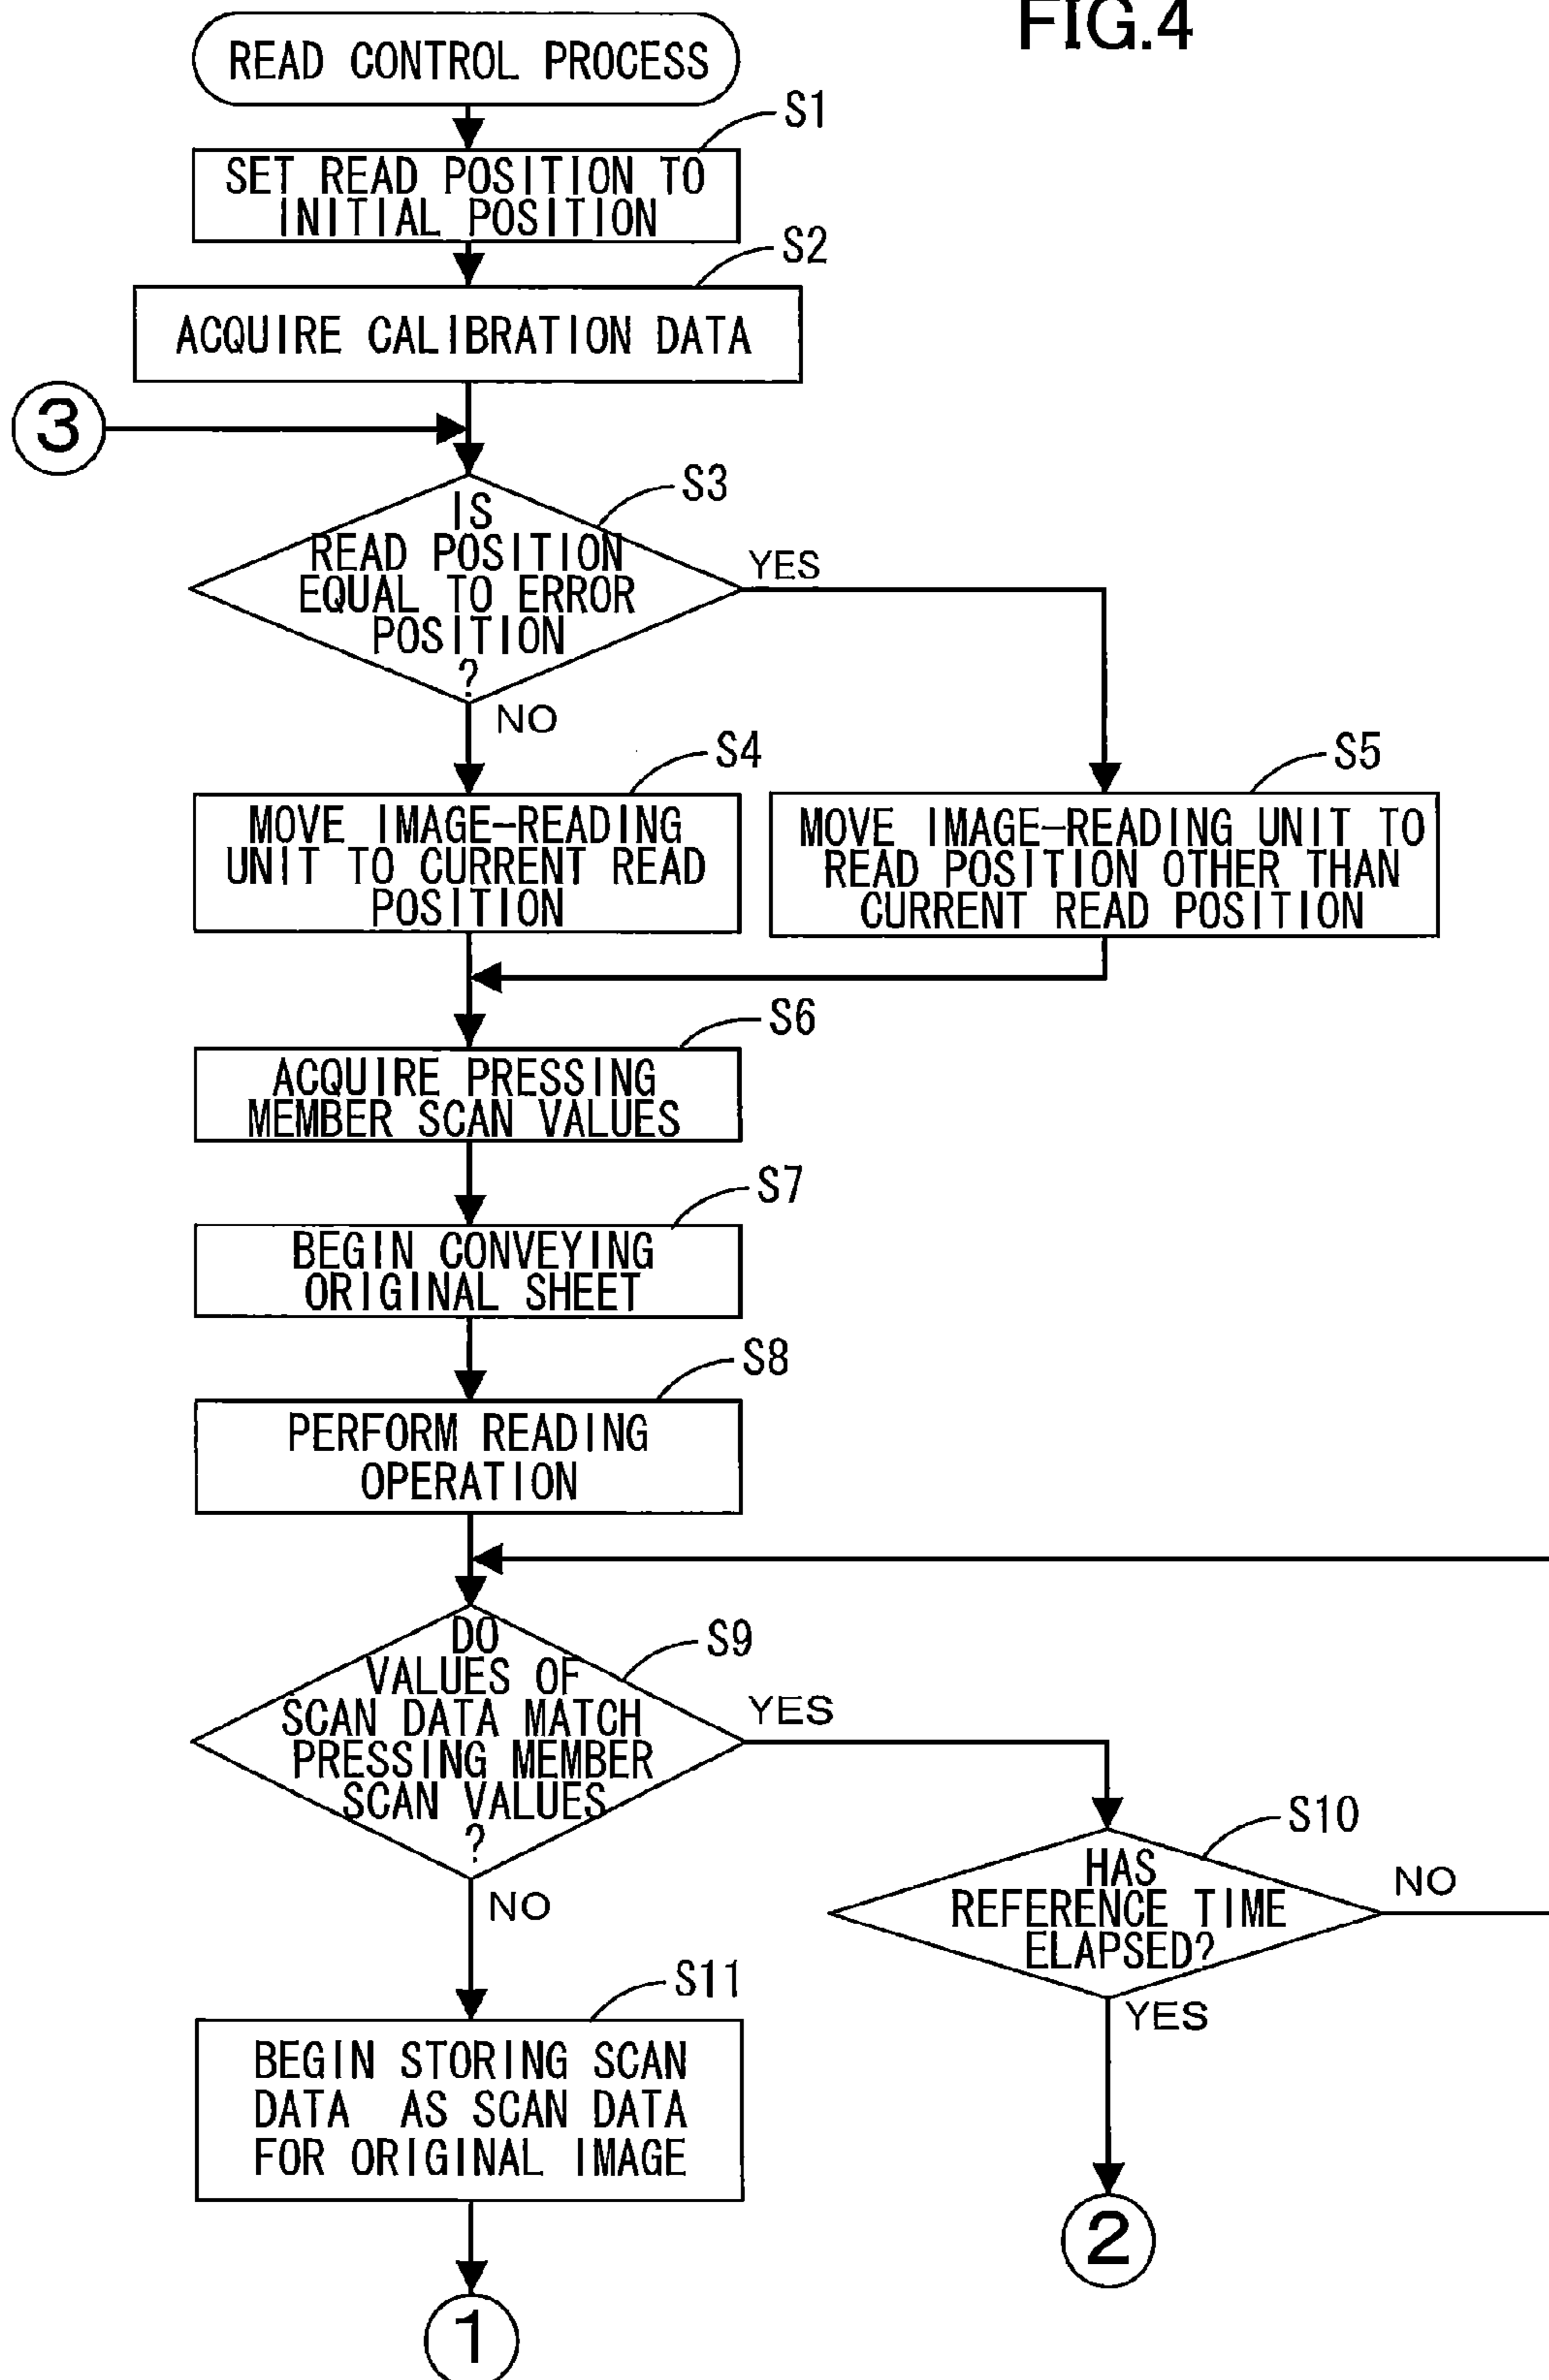 FIG.4
READ CONTROL PROCESS
S1
SET READ POSITION TO
INITIAL POSITION
S2
ACQUIRE CALIBRATION DATA
3
S3
IS
READ POSITION
EQUAL TO ERROR
POSITION
?
YES
NO
S4
MOVE IMAGE-READING
UNIT TO CURRENT READ
POSITION
S5
MOVE IMAGE-READING UNIT TO
READ POSITION OTHER THAN
CURRENT READ POSITION
S6
ACQUIRE PRESSING
MEMBER SCAN VALUES
S7
BEGIN CONVEYING
ORIGINAL SHEET
S8
PERFORM READING
OPERATION
S9
DO
VALUES OF
SCAN DATA MATCH
PRESSING MEMBER
SCAN VALUES
?
YES
NO
S10
HAS
REFERENCE TIME
ELAPSED?
NO
YES
S11
BEGIN STORING SCAN
DATA AS SCAN DATA
FOR ORIGINAL IMAGE
2
1